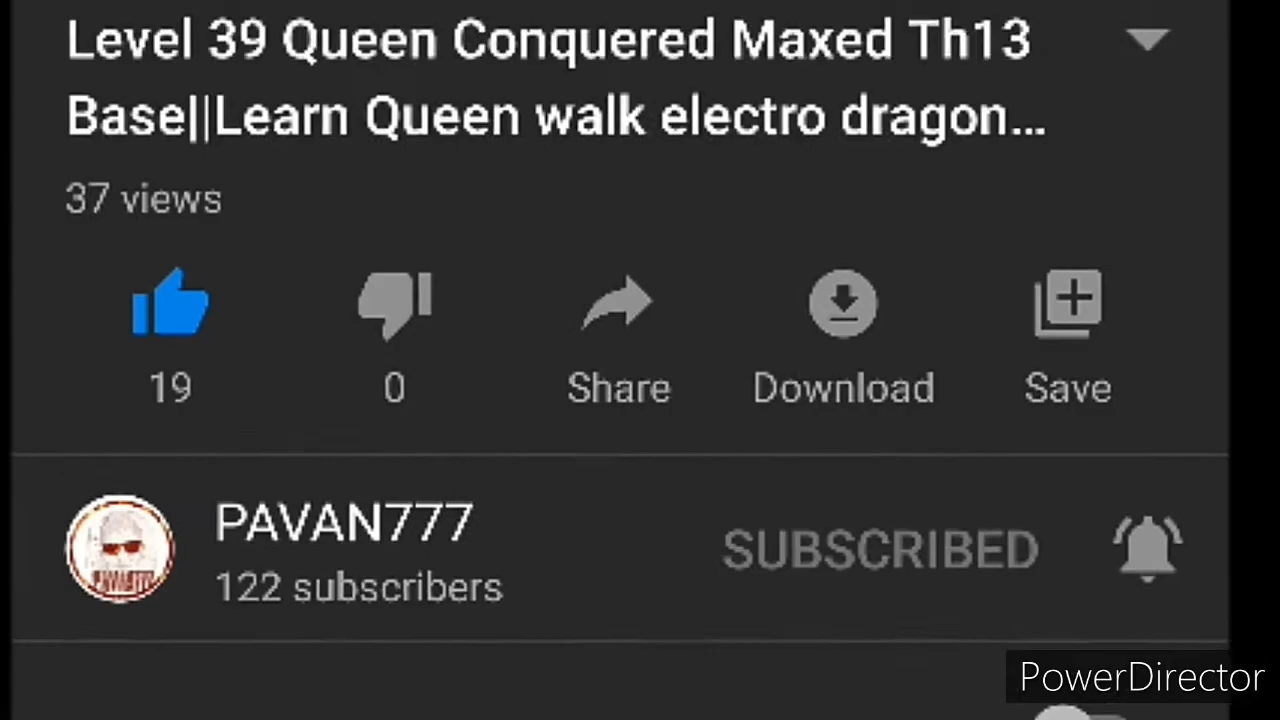 Level 39 Queen Conquered Maxed Th13
Base||Learn Queen walk electro dragon...
37 views
19
0
Share
Download
Save
PAVAN777
122 subscribers
SUBSCRIBED
PowerDirector